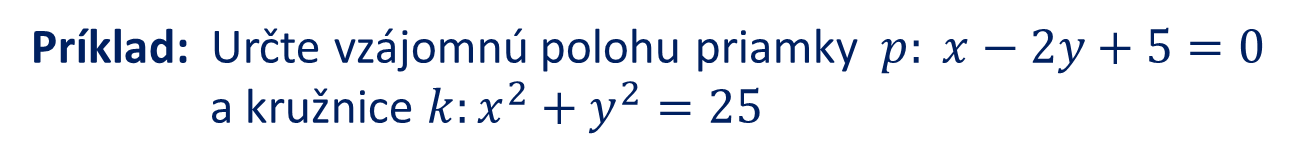 Príklad: Určte vzájomnú polohu priamky p: x − 2y + 5 = 0
a kružnice k: x² + y² = 25